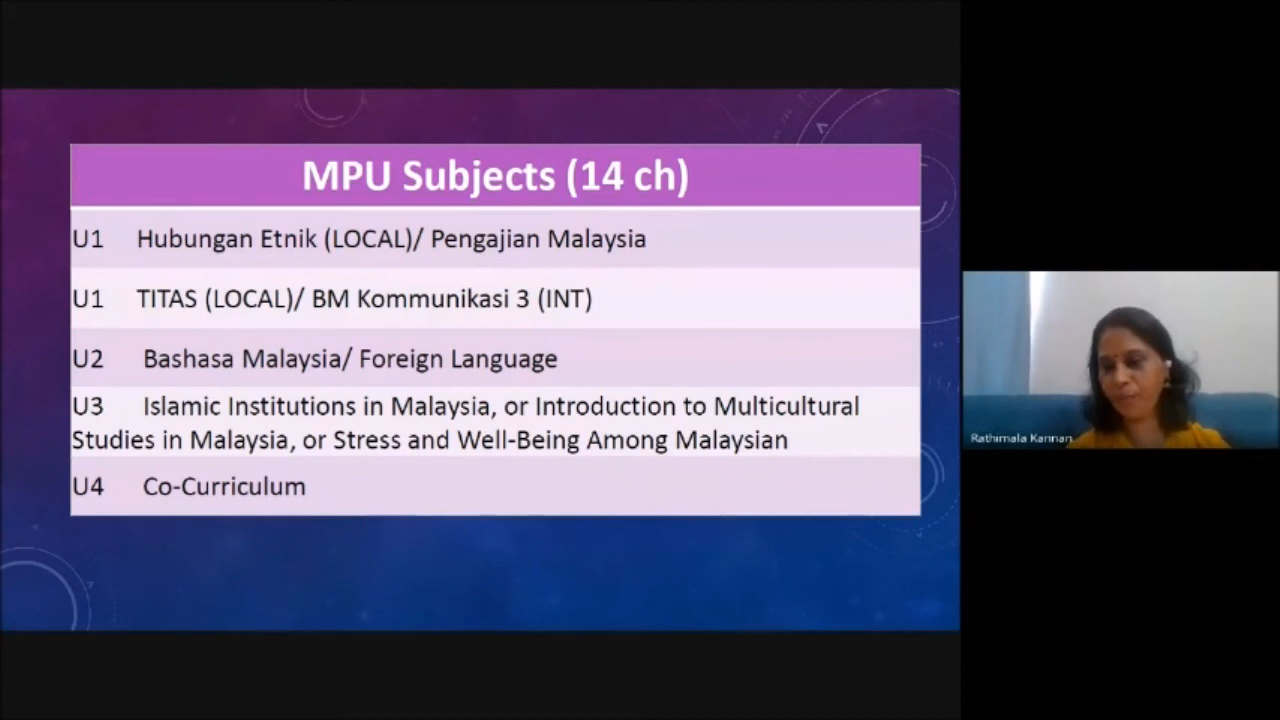 MPU Subjects (14 ch)
U1 Hubungan Etnik (LOCAL)/ Pengajian Malaysia
U1 TITAS (LOCAL)/ BM Kommunikasi 3 (INT)
U2 Bashasa Malaysia/ Foreign Language
U3 Islamic Institutions in Malaysia, or Introduction to Multicultural
Studies in Malaysia, or Stress and Well-Being Among Malaysian
U4 Co-Curriculum
Rathimala Kannan